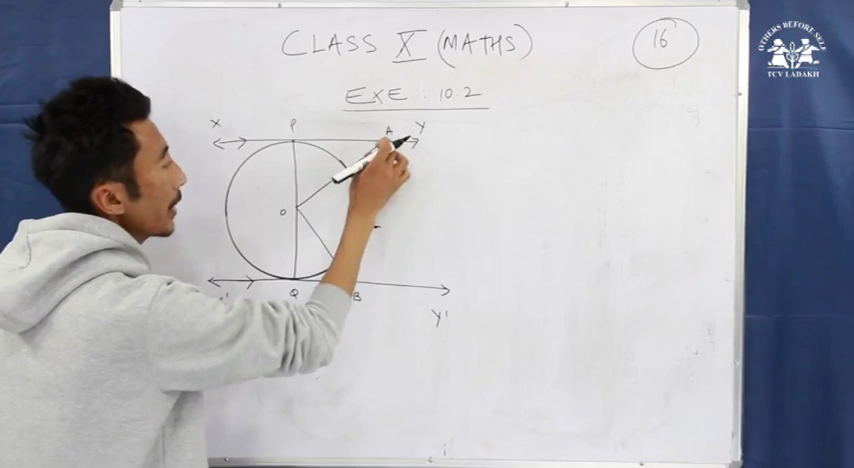 CLASS X (MATHS)
16
OTHERS BEFORE SELF
TCV LADAKH
EXE. 10.2
X P A Y
O
X' Q B
Y'